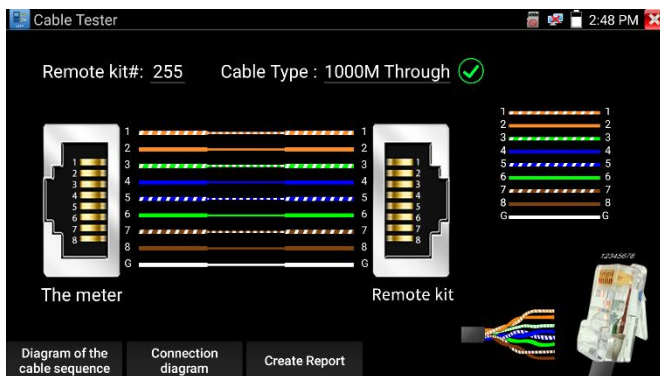 Cable Tester
2:48 PM
Remote kit#: 255 Cable Type : 1000M Through
1 1
2 2
3 3
4 4
5 5
6 6
7 7
8 8
G G
1
2
3
4
5
6
7
8
1
2
3
4
5
6
7
8
1 1
2 2
3 3
4 4
5 5
6 6
7 7
8 8
G G
12345678
The meter
Remote kit
Diagram of the
cable sequence
Connection
diagram
Create Report